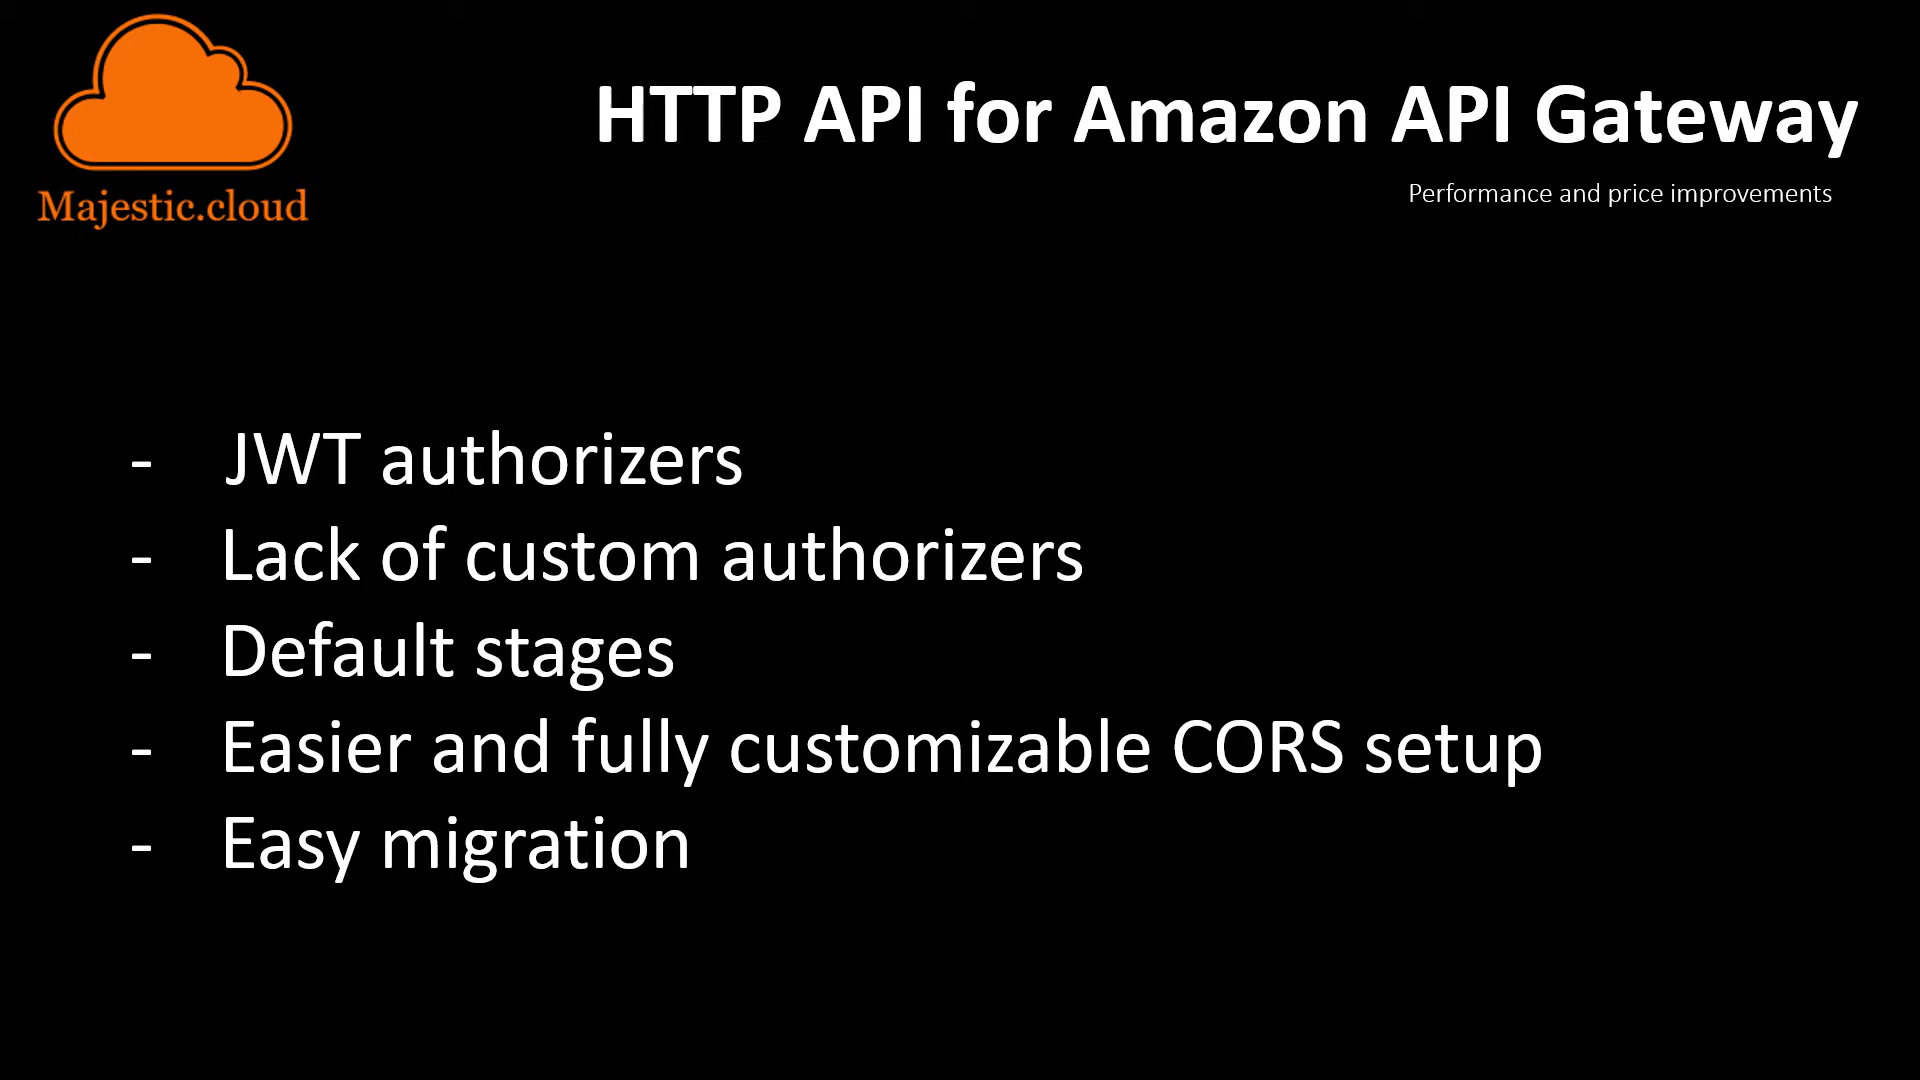 Majestic.cloud
HTTP API for Amazon API Gateway
Performance and price improvements
- JWT authorizers
- Lack of custom authorizers
- Default stages
- Easier and fully customizable CORS setup
- Easy migration